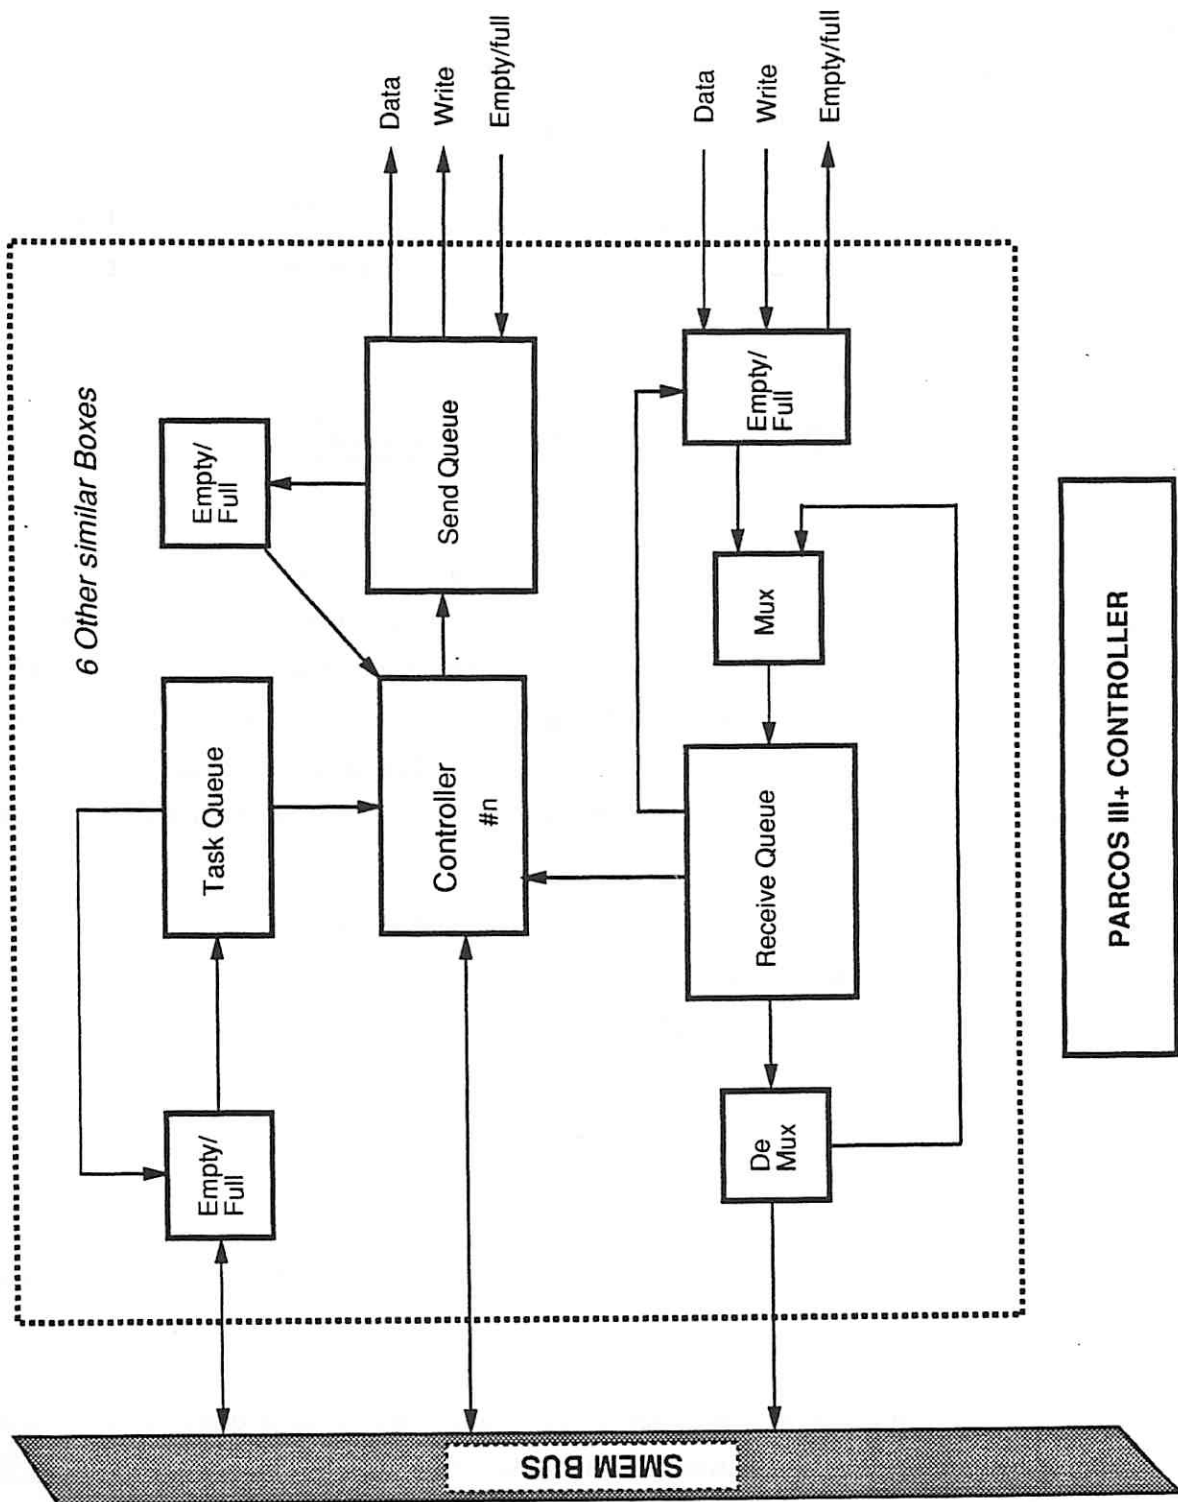 6 Other similar Boxes
Empty/
Full
Task Queue
Empty/
Full
Controller
#n
Send Queue
Data
Write
Empty/full
De
Mux
Receive Queue
Mux
Empty/
Full
Data
Write
Empty/full
SMEM BUS
PARCOS III+ CONTROLLER